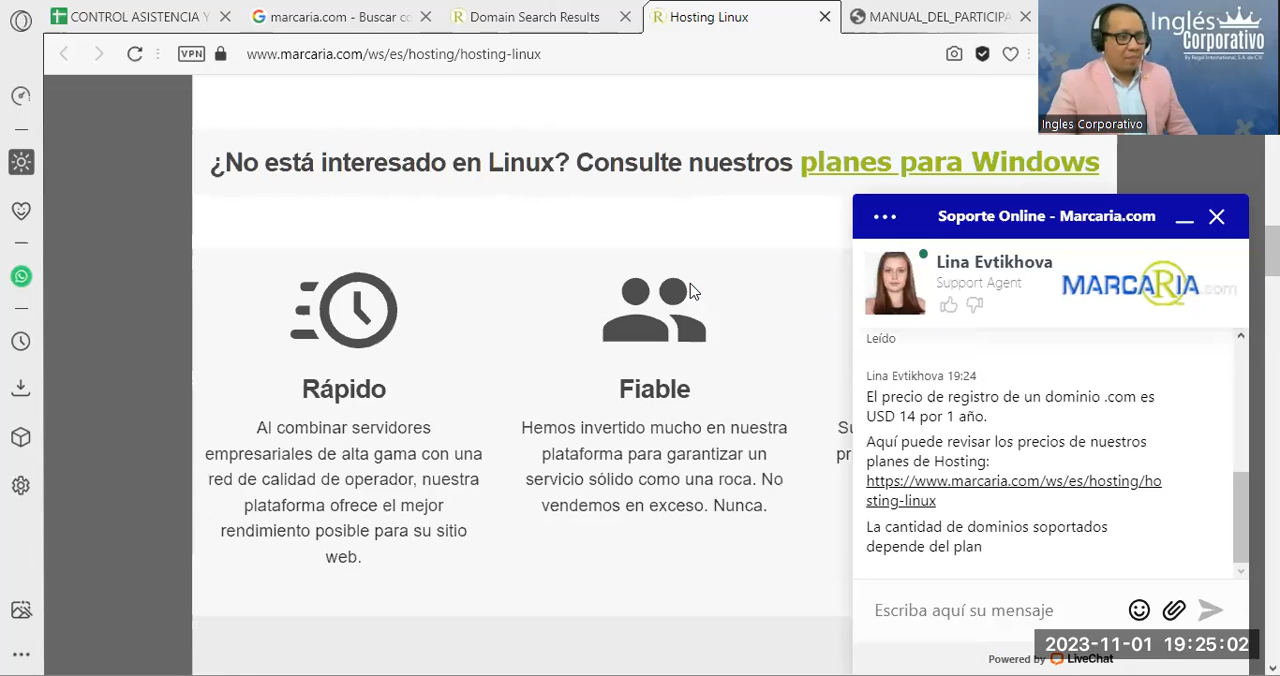 CONTROL ASISTENCIA Y
marcaria.com - Buscar co
Domain Search Results
Hosting Linux
MANUAL_DEL_PARTICIPA
VPN
www.marcaria.com/ws/es/hosting/hosting-linux
Inglés
Corporativo
By Regal International, S.A. de C.V.
Ingles Corporativo
¿No está interesado en Linux? Consulte nuestros planes para Windows
Rápido
Al combinar servidores
empresariales de alta gama con una
red de calidad de operador, nuestra
plataforma ofrece el mejor
rendimiento posible para su sitio
web.
Fiable
Hemos invertido mucho en nuestra
plataforma para garantizar un
servicio sólido como una roca. No
vendemos en exceso. Nunca.
Su
pr
Soporte Online - Marcaria.com
Lina Evtikhova
Support Agent
MARCARIA.com
Leído
Lina Evtikhova 19:24
El precio de registro de un dominio .com es
USD 14 por 1 año.
Aquí puede revisar los precios de nuestros
planes de Hosting:
https://www.marcaria.com/ws/es/hosting/ho
sting-linux
La cantidad de dominios soportados
depende del plan
Escriba aquí su mensaje
2023-11-01 19:25:02
Powered by LiveChat